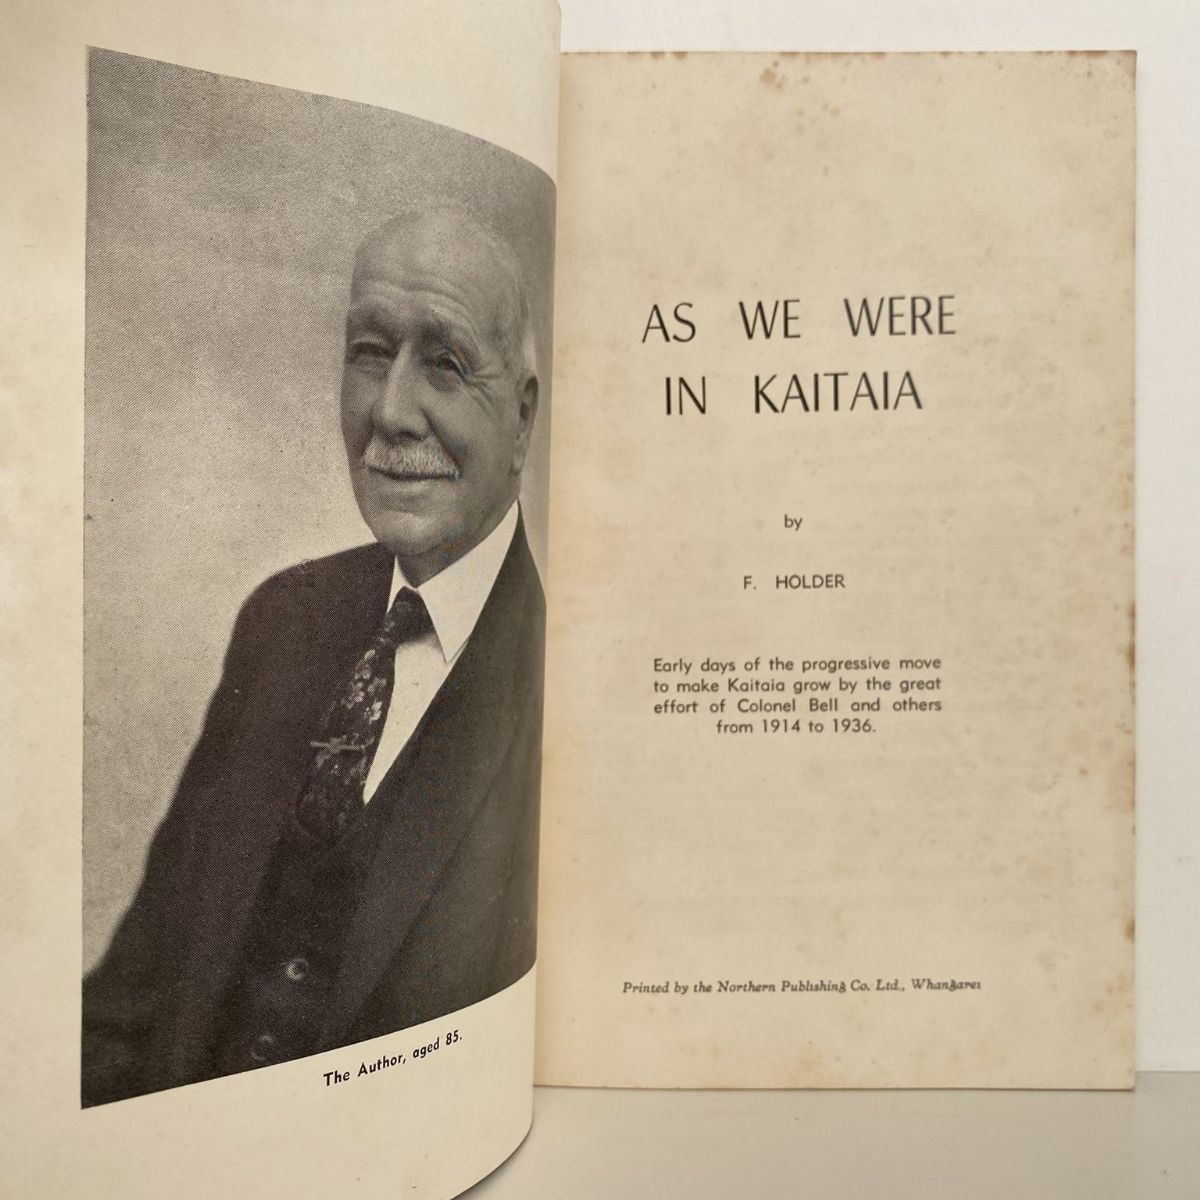 The Author, aged 85.
AS WE WERE
IN KAITAIA
by
F. HOLDER
Early days of the progressive move
to make Kaitaia grow by the great
effort of Colonel Bell and others
from 1914 to 1936.
Printed by the Northern Publishing Co. Ltd., Whangarei